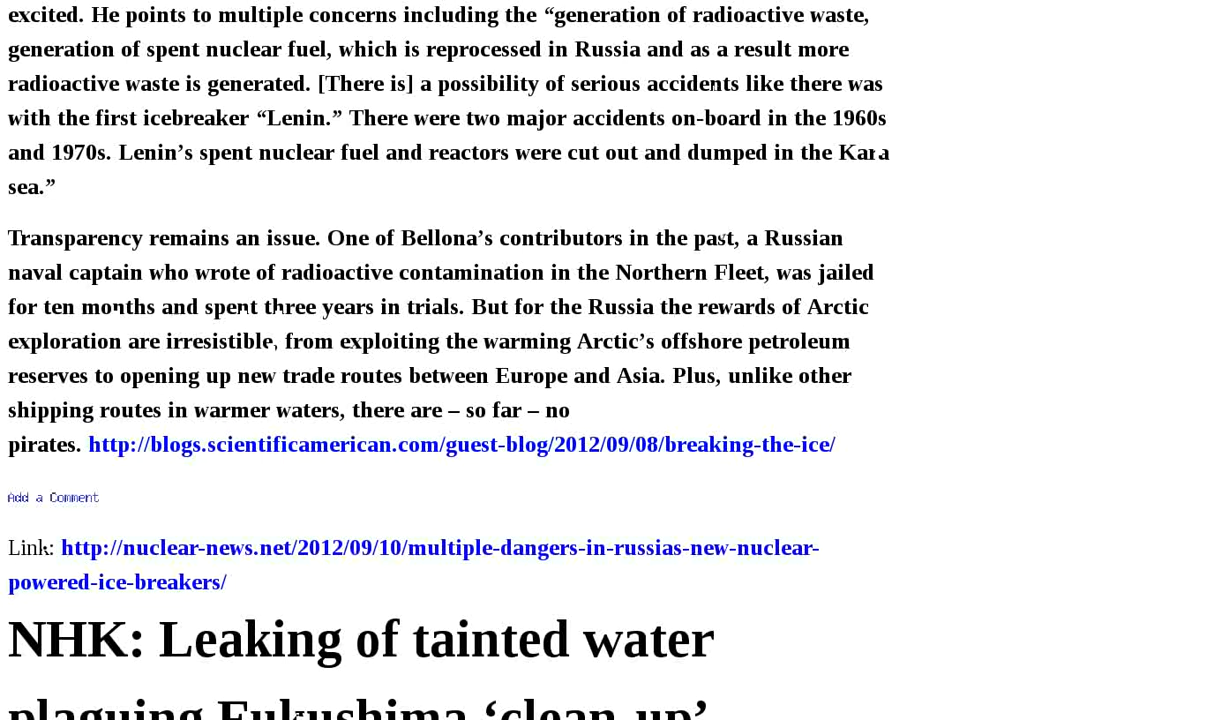 excited. He points to multiple concerns including the “generation of radioactive waste,
generation of spent nuclear fuel, which is reprocessed in Russia and as a result more
radioactive waste is generated. [There is] a possibility of serious accidents like there was
with the first icebreaker “Lenin.” There were two major accidents on-board in the 1960s
and 1970s. Lenin’s spent nuclear fuel and reactors were cut out and dumped in the Kara
sea.”
Transparency remains an issue. One of Bellona’s contributors in the past, a Russian
naval captain who wrote of radioactive contamination in the Northern Fleet, was jailed
for ten months and spent three years in trials. But for the Russia the rewards of Arctic
exploration are irresistible, from exploiting the warming Arctic’s offshore petroleum
reserves to opening up new trade routes between Europe and Asia. Plus, unlike other
shipping routes in warmer waters, there are – so far – no
pirates. http://blogs.scientificamerican.com/guest-blog/2012/09/08/breaking-the-ice/
Add a Comment
Link: http://nuclear-news.net/2012/09/10/multiple-dangers-in-russias-new-nuclear-
powered-ice-breakers/
NHK: Leaking of tainted water
plaguing Fukushima ‘clean-up’